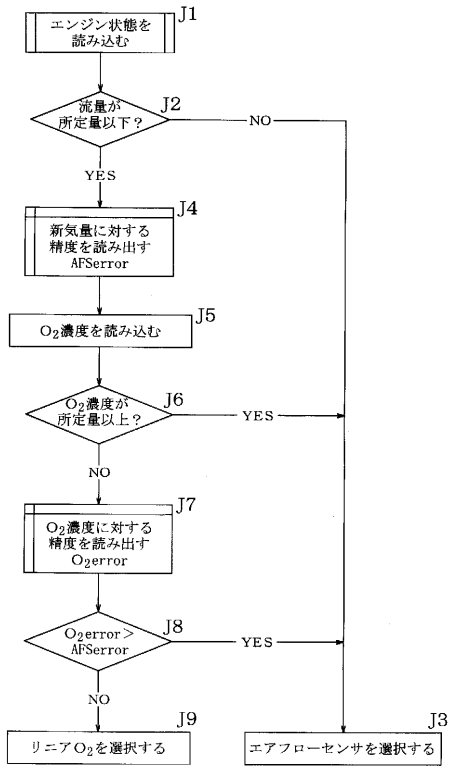 J1
エンジン状態を
読み込む
J2
流量が
所定量以下？
NO
YES
J4
新気量に対する
精度を読み出す
AFSerror
J5
O2濃度を読み込む
J6
O2濃度が
所定量以上？
YES
NO
J7
O2濃度に対する
精度を読み出す
O2error
J8
O2error＞
AFSerror
YES
NO
J9
リニアO2を選択する
J3
エアフローセンサを選択する